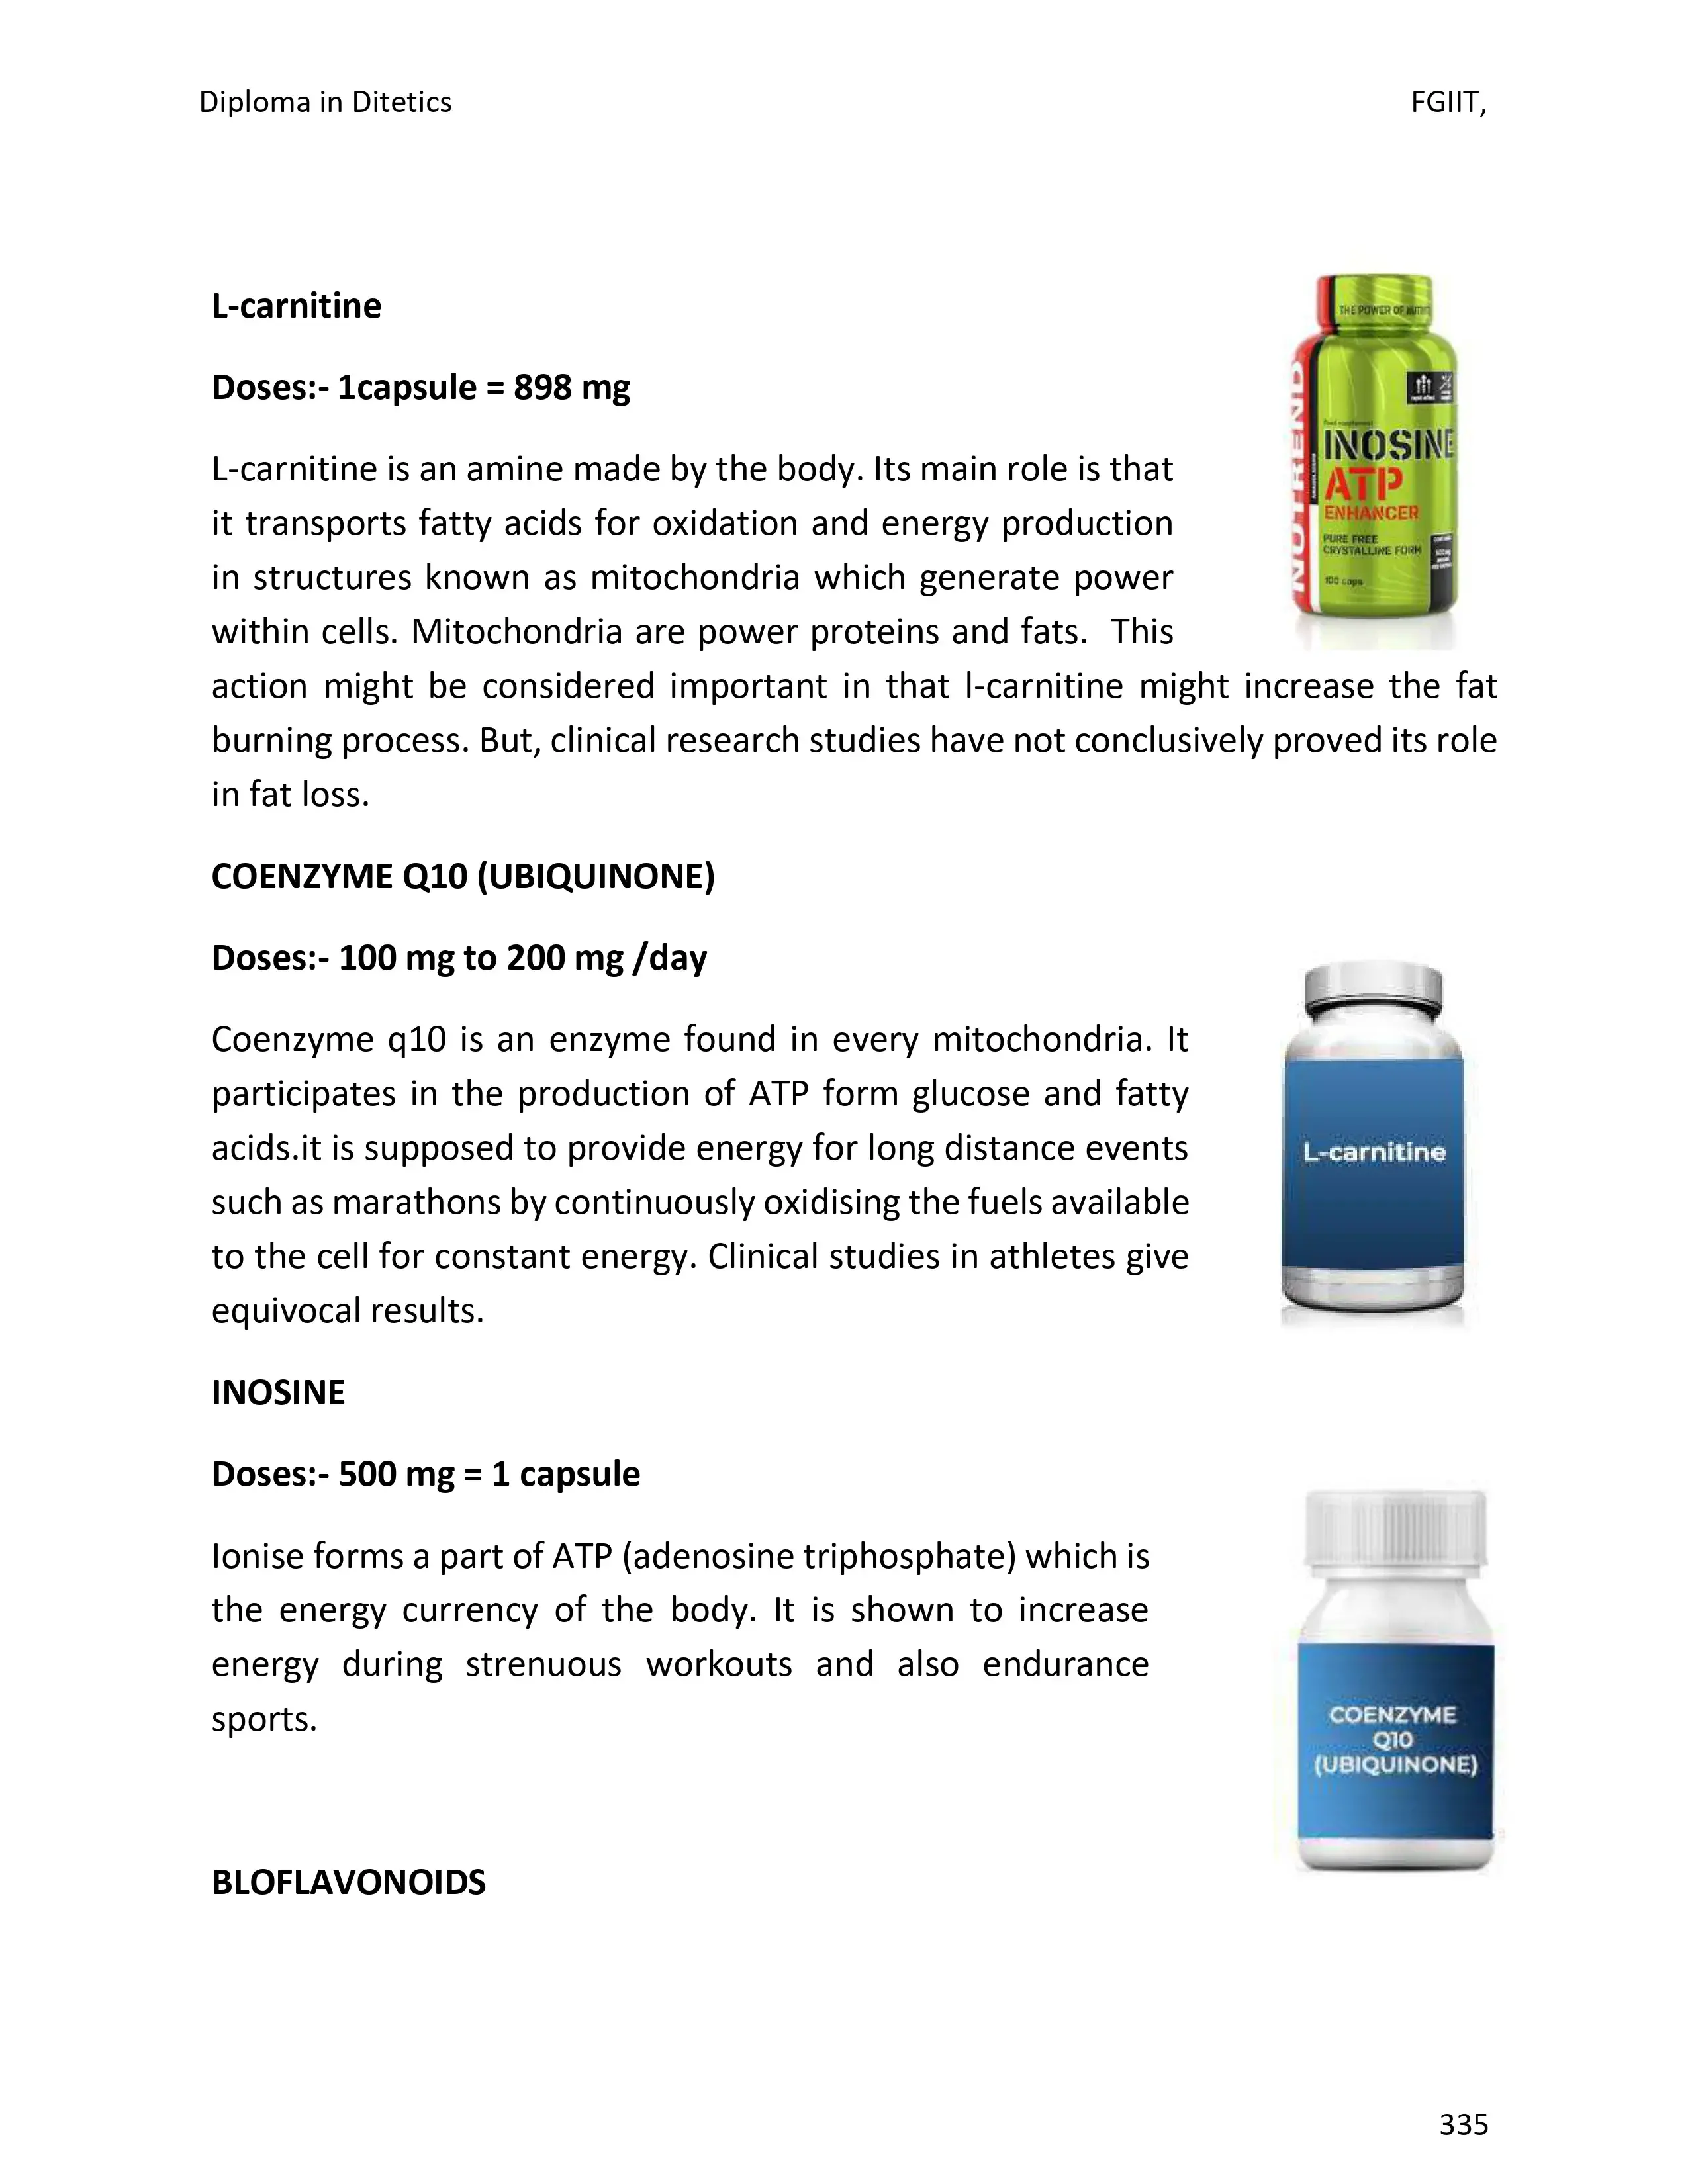 Diploma in Ditetics FGIIT,
L-carnitine
Doses:- 1capsule = 898 mg
L-carnitine is an amine made by the body. Its main role is that
it transports fatty acids for oxidation and energy production
in structures known as mitochondria which generate power
within cells. Mitochondria are power proteins and fats. This
action might be considered important in that l-carnitine might increase the fat
burning process. But, clinical research studies have not conclusively proved its role
in fat loss.
THE POWER OF
NUTREND
INOSINE
ATP
ENHANCER
PURE FREE
CRYSTALLINE FORM
100 caps
COENZYME Q10 (UBIQUINONE)
Doses:- 100 mg to 200 mg /day
Coenzyme q10 is an enzyme found in every mitochondria. It
participates in the production of ATP form glucose and fatty
acids.it is supposed to provide energy for long distance events
such as marathons by continuously oxidising the fuels available
to the cell for constant energy. Clinical studies in athletes give
equivocal results.
L-carnitine
INOSINE
Doses:- 500 mg = 1 capsule
Ionise forms a part of ATP (adenosine triphosphate) which is
the energy currency of the body. It is shown to increase
energy during strenuous workouts and also endurance
sports.
COENZYME
Q10
(UBIQUINONE)
BLOFLAVONOIDS
335